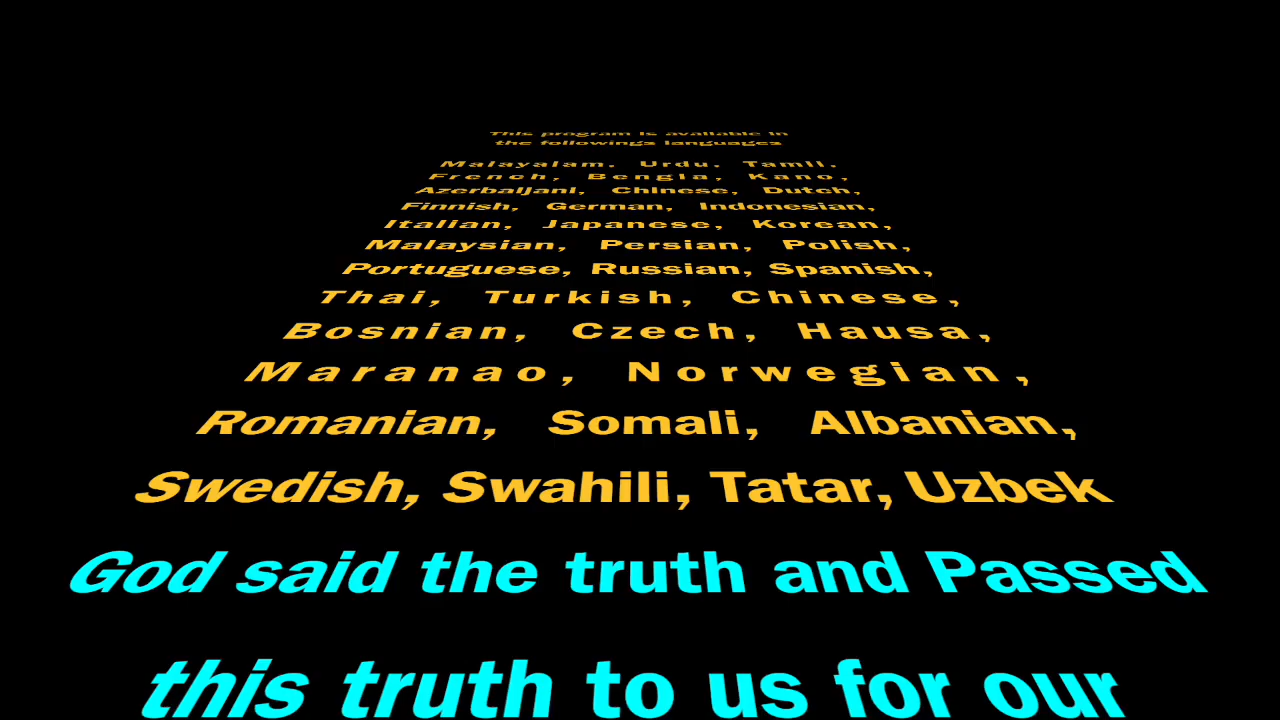 This program is available in
the followings languages
Malayalam, Urdu, Tamil,
French, Bengla, Kano,
Azerbaijani, Chinese, Dutch,
Finnish, German, Indonesian,
Italian, Japanese, Korean,
Malaysian, Persian, Polish,
Portuguese, Russian, Spanish,
Thai, Turkish, Chinese,
Bosnian, Czech, Hausa,
Maranao, Norwegian,
Romanian, Somali, Albanian,
Swedish, Swahili, Tatar, Uzbek
God said the truth and Passed
this truth to us for our